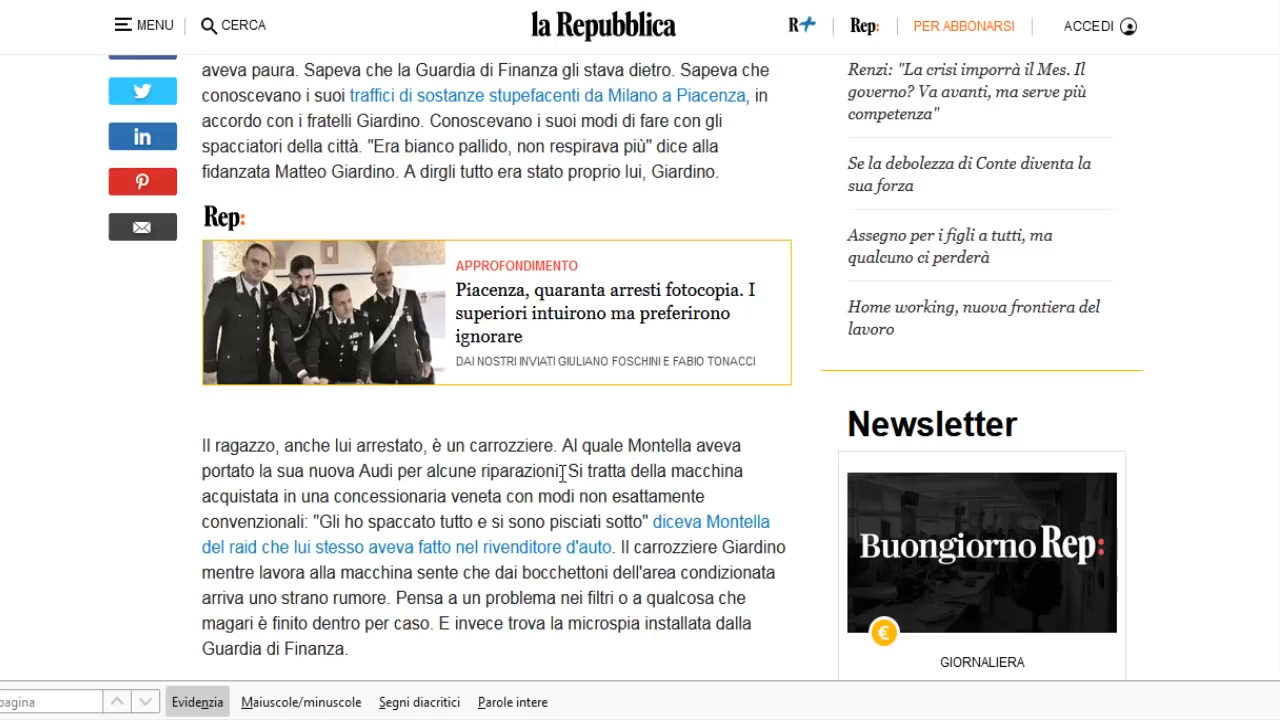 MENU
CERCA
la Repubblica
R+
Rep:
PER ABBONARSI
ACCEDI
aveva paura. Sapeva che la Guardia di Finanza gli stava dietro. Sapeva che
conoscevano i suoi traffici di sostanze stupefacenti da Milano a Piacenza, in
accordo con i fratelli Giardino. Conoscevano i suoi modi di fare con gli
spacciatori della città. "Era bianco pallido, non respirava più" dice alla
fidanzata Matteo Giardino. A dirgli tutto era stato proprio lui, Giardino.
in
Rep:
APPROFONDIMENTO
Piacenza, quaranta arresti fotocopia. I
superiori intuirono ma preferirono
ignorare
DAI NOSTRI INVIATI GIULIANO FOSCHINI E FABIO TONACCI
Il ragazzo, anche lui arrestato, è un carrozziere. Al quale Montella aveva
portato la sua nuova Audi per alcune riparazioni. Si tratta della macchina
acquistata in una concessionaria veneta con modi non esattamente
convenzionali: "Gli ho spaccato tutto e si sono pisciati sotto" diceva Montella
del raid che lui stesso aveva fatto nel rivenditore d'auto. Il carrozziere Giardino
mentre lavora alla macchina sente che dai bocchettoni dell'area condizionata
arriva uno strano rumore. Pensa a un problema nei filtri o a qualcosa che
magari è finito dentro per caso. E invece trova la microspia installata dalla
Guardia di Finanza.
Renzi: "La crisi imporrà il Mes. Il
governo? Va avanti, ma serve più
competenza"
Se la debolezza di Conte diventa la
sua forza
Assegno per i figli a tutti, ma
qualcuno ci perderà
Home working, nuova frontiera del
lavoro
Newsletter
Buongiorno Rep:
€
GIORNALIERA
pagina
Evidenzia
Maiuscole/minuscole
Segni diacritici
Parole intere